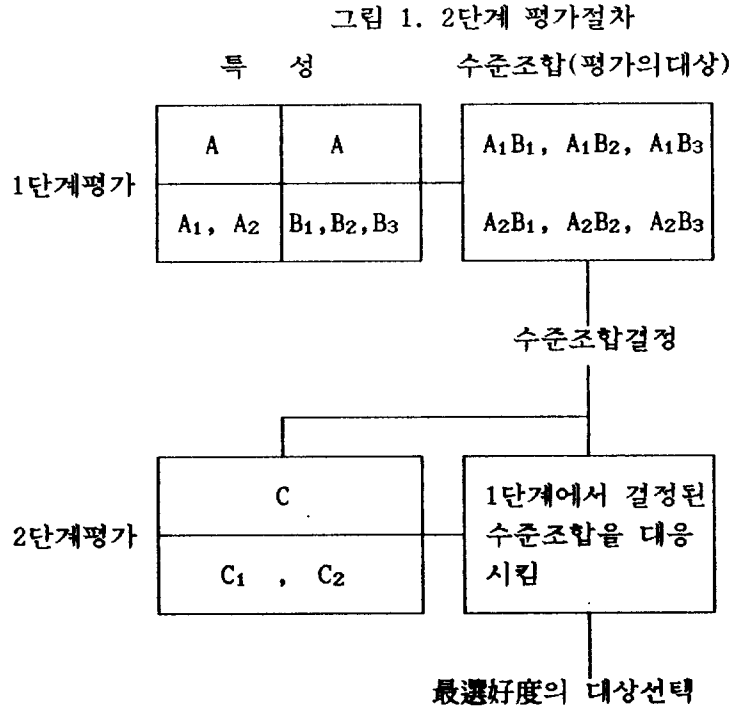 그림 1. 2단계 평가절차
특 성 수준조합(평가의대상)
A A A₁B₁, A₁B₂, A₁B₃
1단계평가
A₁, A₂ B₁,B₂,B₃ A₂B₁, A₂B₂, A₂B₃
수준조합결정
C 1단계에서 결정된
2단계평가 수준조합을 대응
C₁ , C₂ 시킴
最選好度의 대상선택